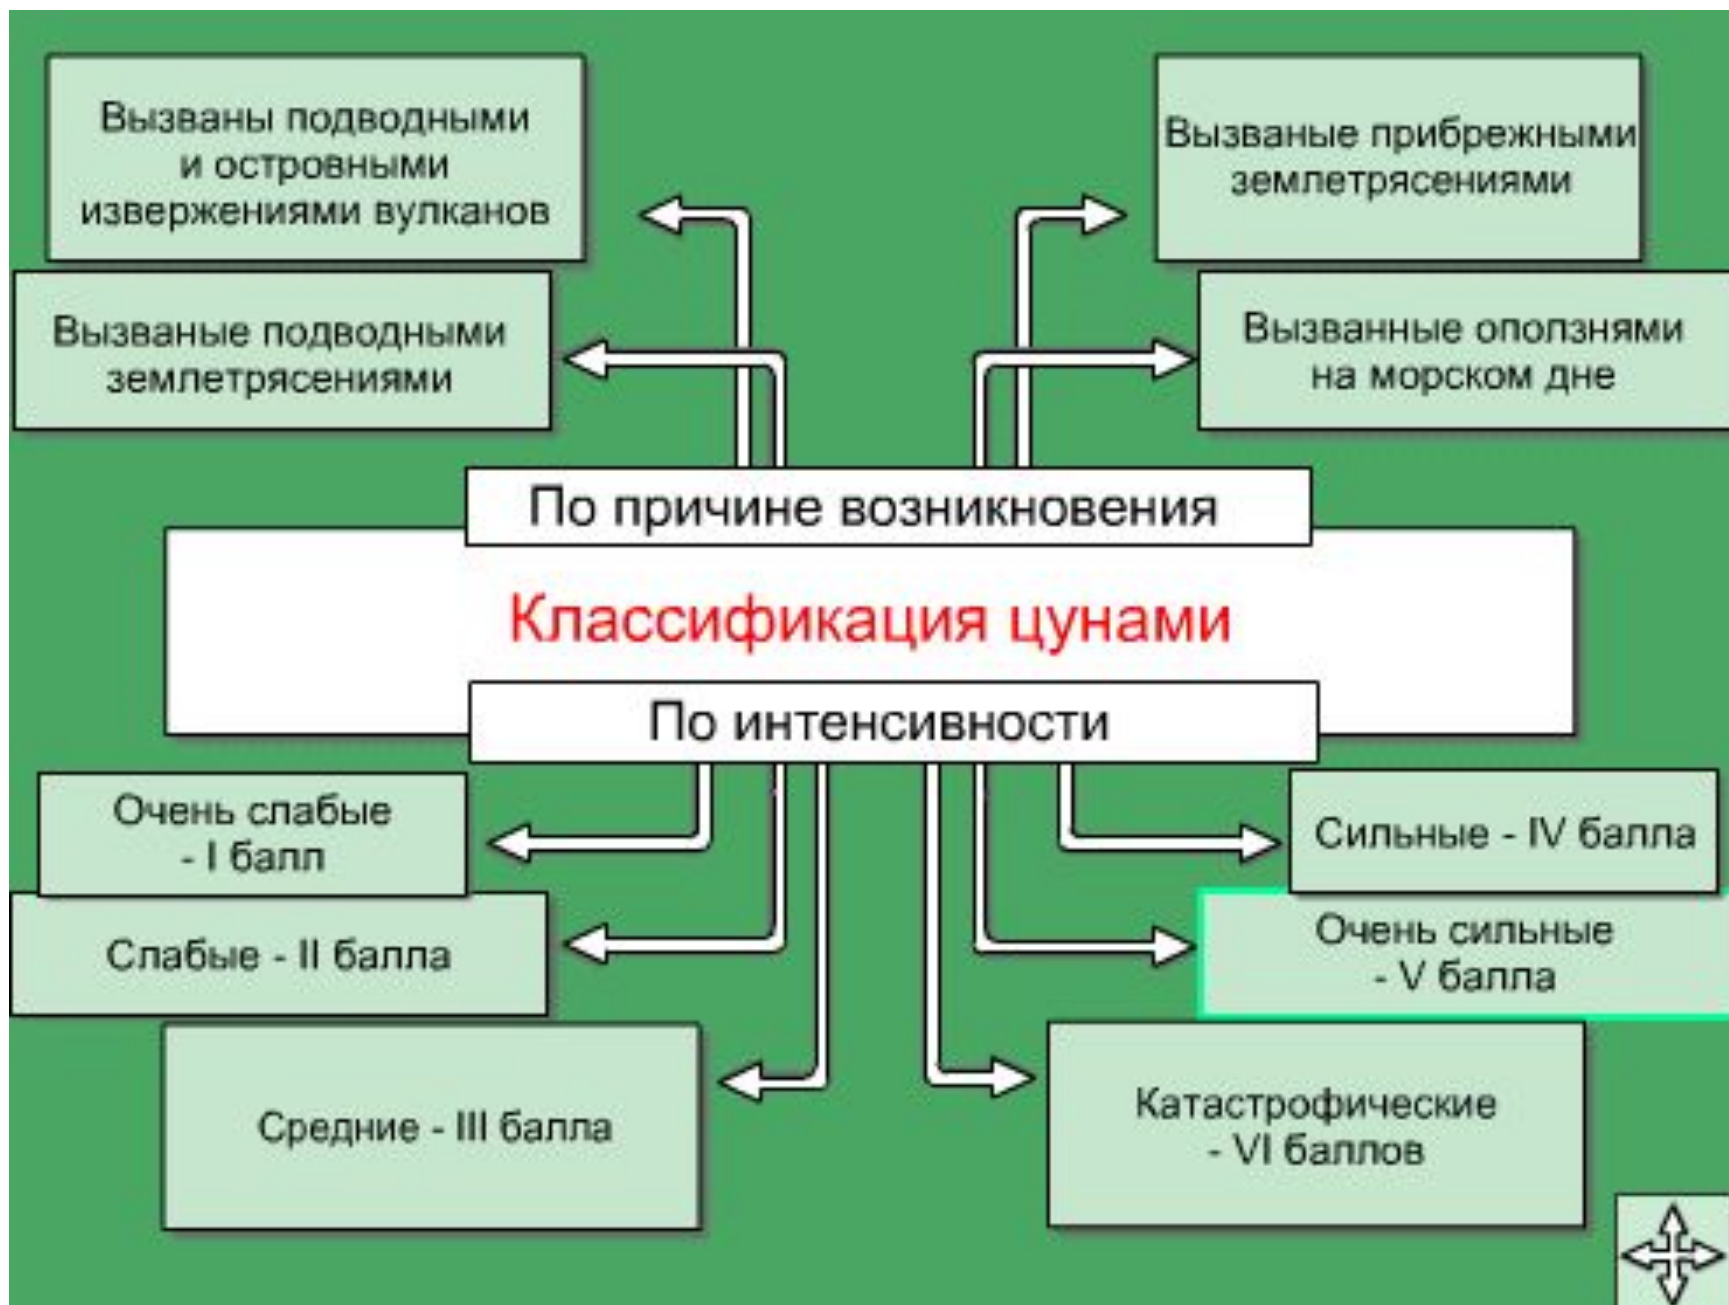 Вызваны подводными
и островными
извержениями вулканов
Вызваные прибрежными
землетрясениями
Вызваные подводными
землетрясениями
Вызванные оползнями
на морском дне
По причине возникновения
Классификация цунами
По интенсивности
Очень слабые
- I балл
Сильные - IV балла
Слабые - II балла
Очень сильные
- V балла
Средние - III балла
Катастрофические
- VI баллов